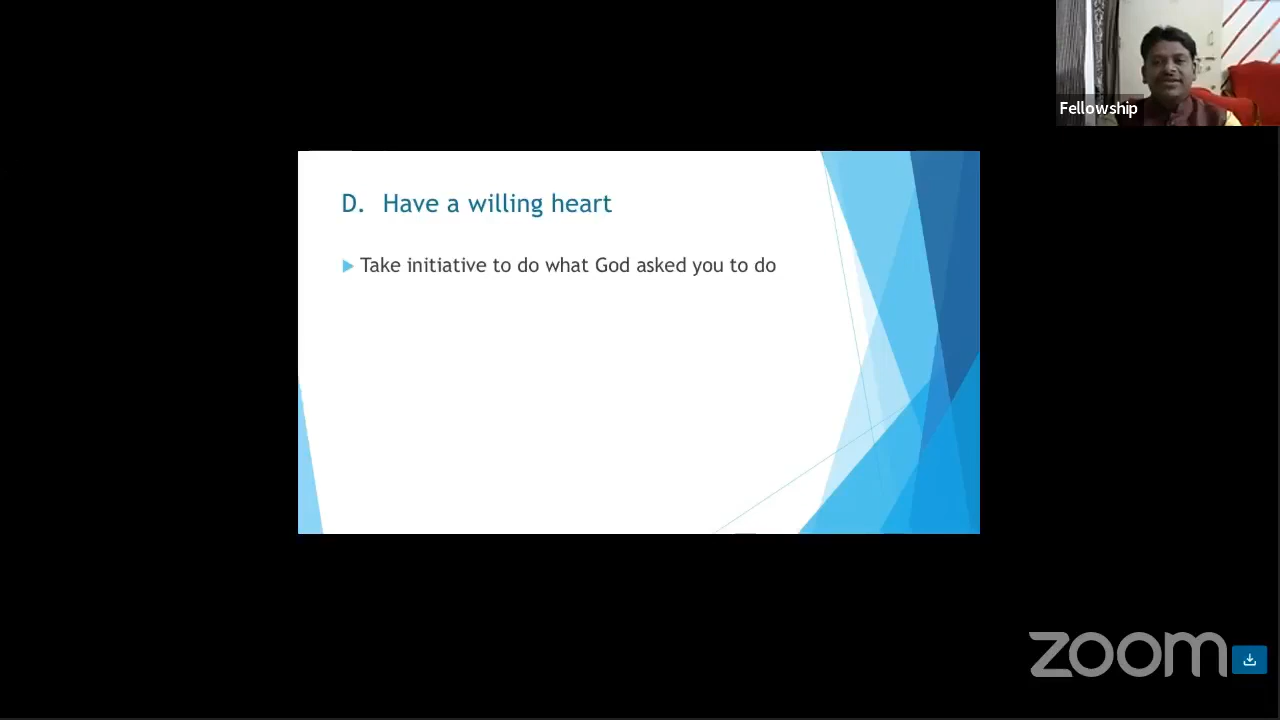 Fellowship
D. Have a willing heart
Take initiative to do what God asked you to do
zoom